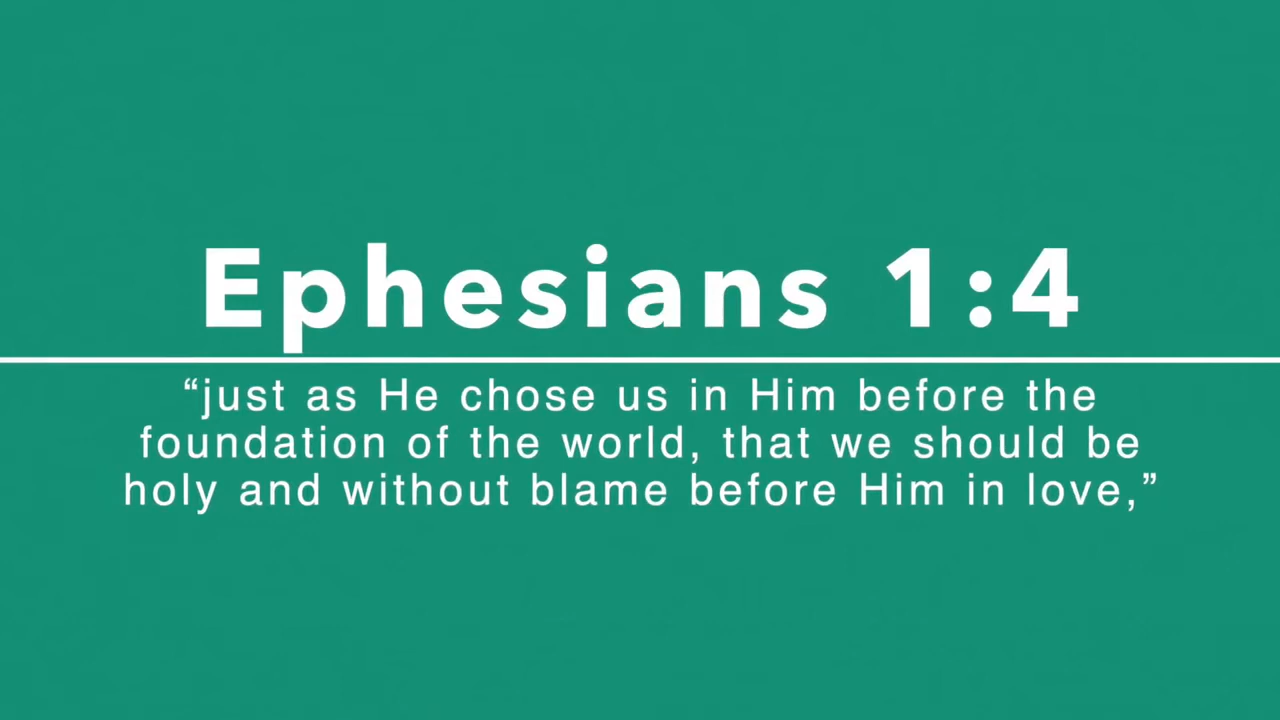 Ephesians 1:4
“just as He chose us in Him before the
foundation of the world, that we should be
holy and without blame before Him in love,”